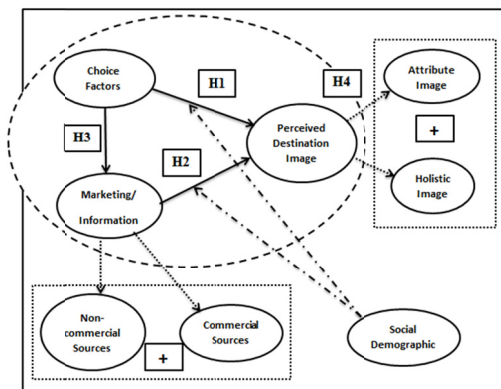 Choice
Factors
H1
H4
Attribute
Image
+
H3
H2
Perceived
Destination
Image
Holistic
Image
Marketing/
Information
Non-
commercial
Sources
+
Commercial
Sources
Social
Demographic